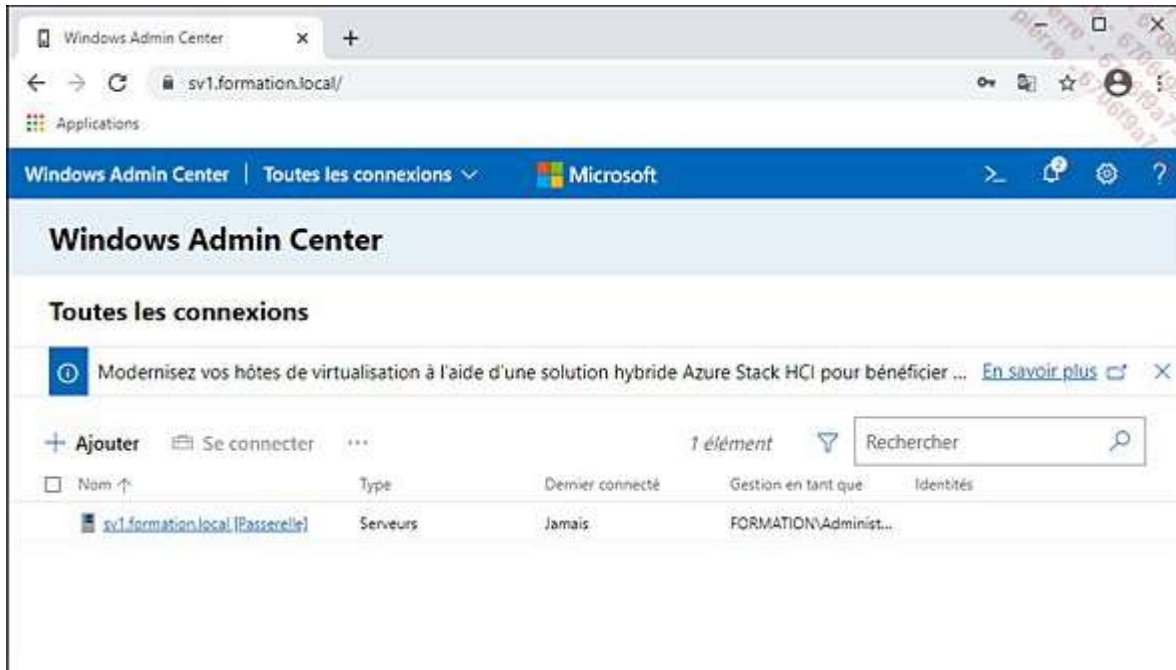 Windows Admin Center
sv1.formation.local/
Applications
Windows Admin Center | Toutes les connexions Microsoft >_ 2 ?
Windows Admin Center
Toutes les connexions
Modernisez vos hôtes de virtualisation à l'aide d'une solution hybride Azure Stack HCI pour bénéficier ... En savoir plus
Ajouter Se connecter ... 1 élément Rechercher
Nom Type Dernier connecté Gestion en tant que Identités
sv1.formation.local [Passerelle] Serveurs Jamais FORMATION\Administ...